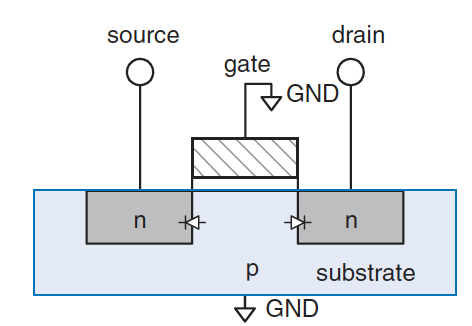 source
drain
gate
GND
n
n
p
substrate
GND